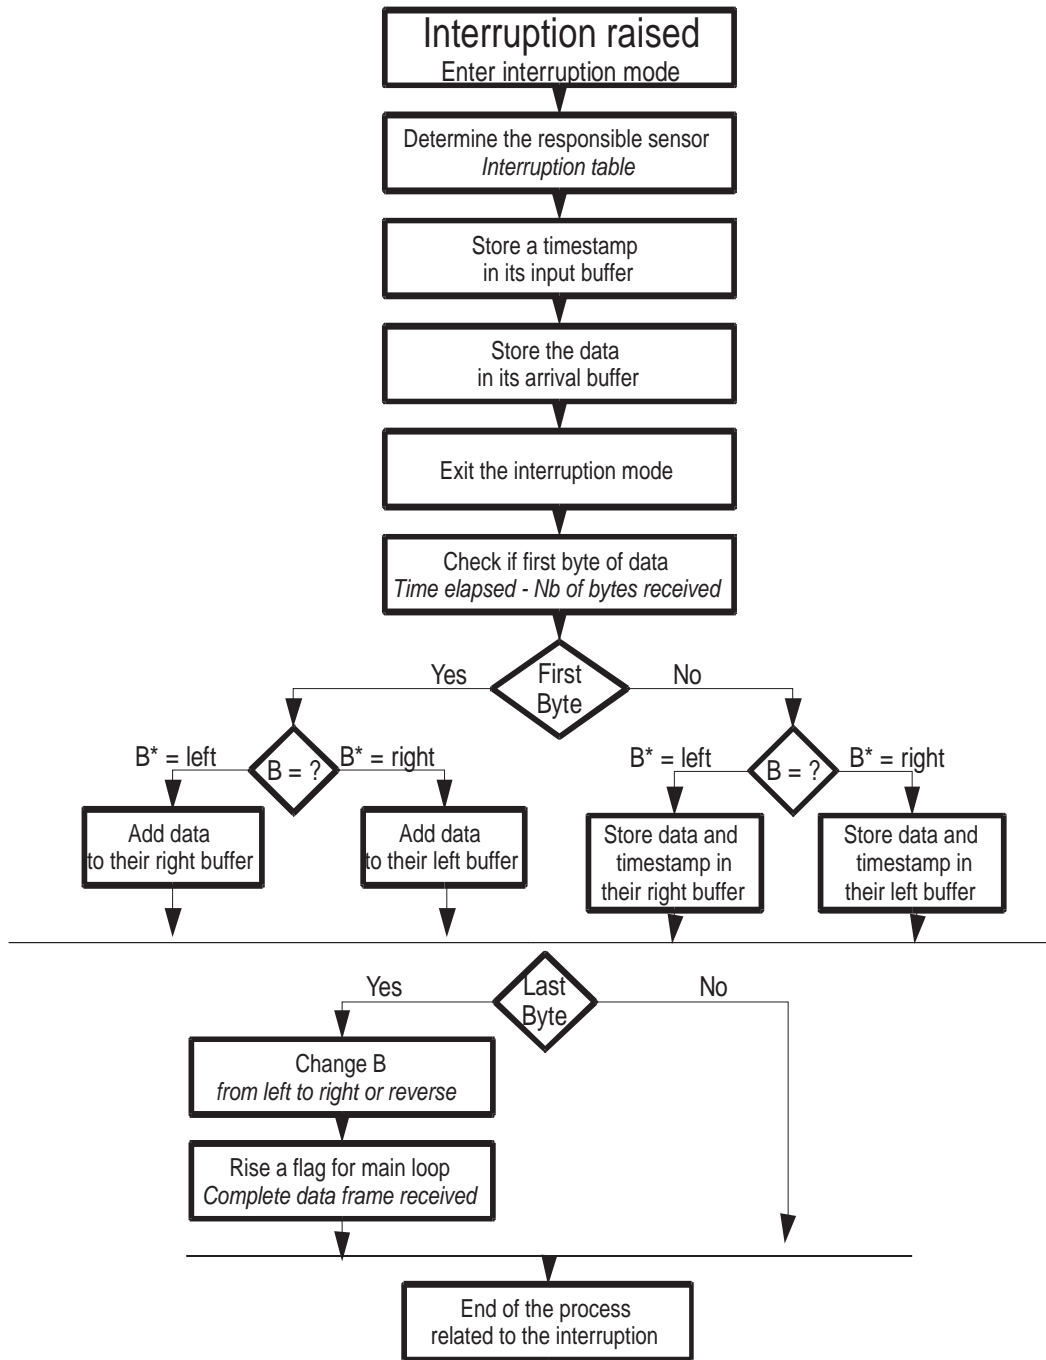 Interruption raised
Enter interruption mode
Determine the responsible sensor
Interruption table
Store a timestamp
in its input buffer
Store the data
in its arrival buffer
Exit the interruption mode
Check if first byte of data
Time elapsed - Nb of bytes received
Yes
First
Byte
No
B* = left
B = ?
B* = right
B* = left
B = ?
B* = right
Add data
to their right buffer
Add data
to their left buffer
Store data and
timestamp in
their right buffer
Store data and
timestamp in
their left buffer
Yes
Last
Byte
No
Change B
from left to right or reverse
Rise a flag for main loop
Complete data frame received
End of the process
related to the interruption